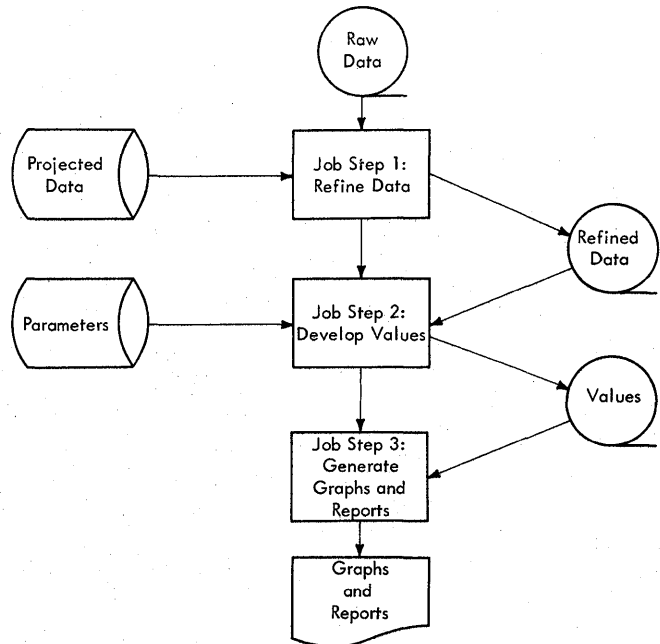 Raw
Data
Projected
Data
Job Step 1:
Refine Data
Refined
Data
Parameters
Job Step 2:
Develop Values
Values
Job Step 3:
Generate
Graphs and
Reports
Graphs
and
Reports